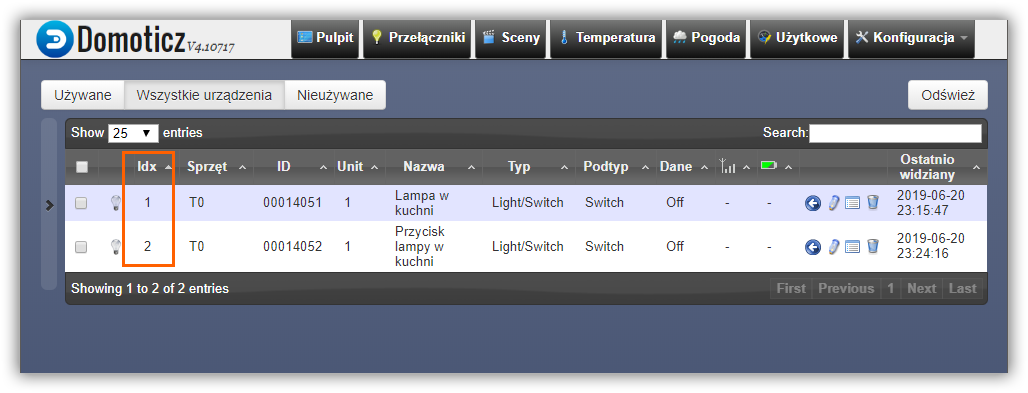 Domoticz V4.10717 Pulpit Przełączniki Sceny Temperatura Pogoda Użytkowe Konfiguracja
Używane Wszystkie urządzenia Nieużywane Odśwież
Show 25 entries Search:
Idx Sprzęt ID Unit Nazwa Typ Podtyp Dane Ostatnio
widziany
1 T0 00014051 1 Lampa w
kuchni Light/Switch Switch Off - - 2019-06-20
23:15:47
2 T0 00014052 1 Przycisk
lampy w
kuchni Light/Switch Switch Off - - 2019-06-20
23:24:16
Showing 1 to 2 of 2 entries First Previous 1 Next Last